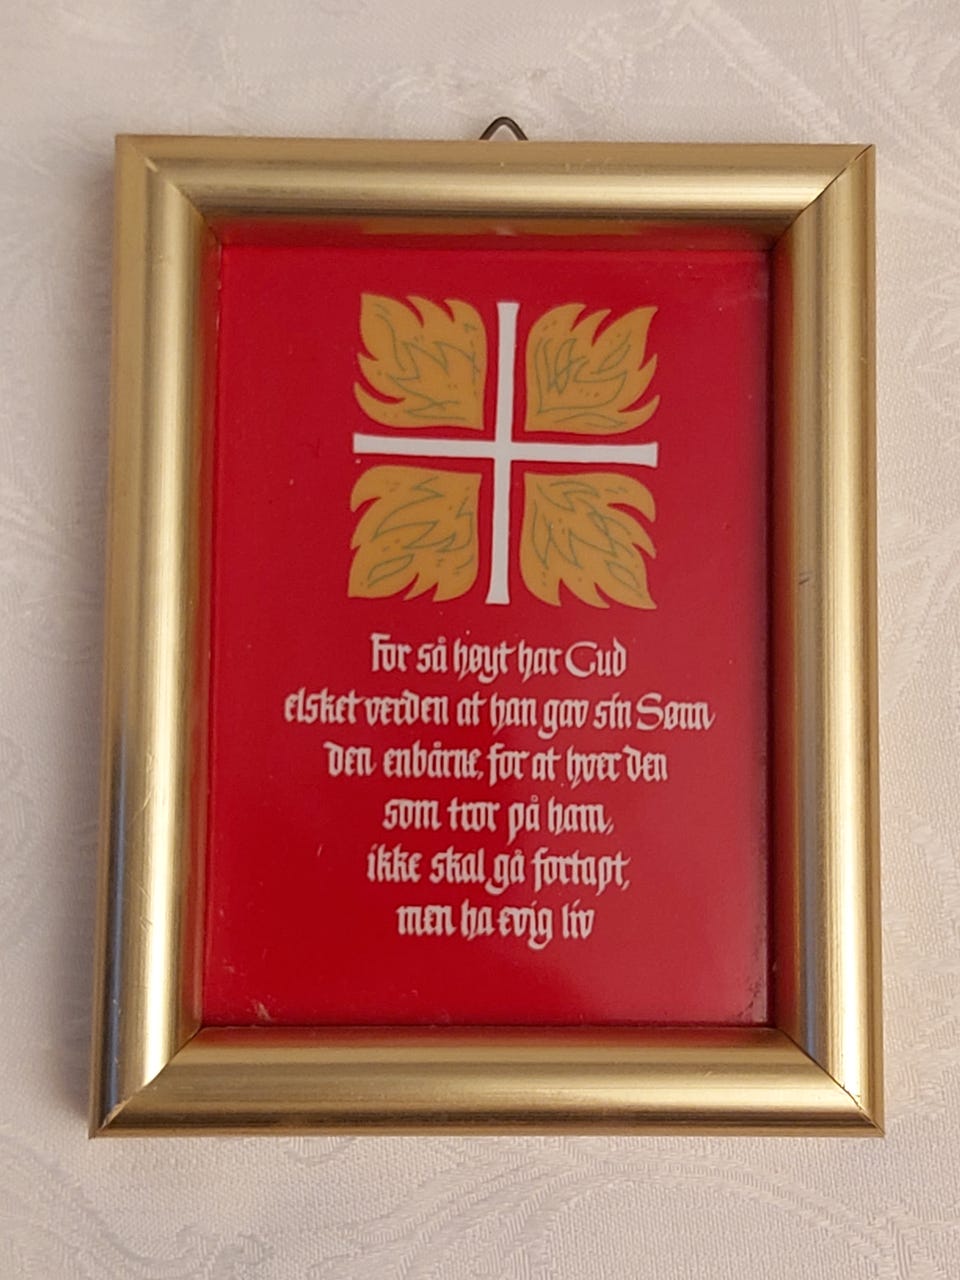 For så høyt har Gud
elsket verden at han gav sin Sønn
den enbårne, for at hver den
som tror på ham,
ikke skal gå fortapt,
men ha evig liv